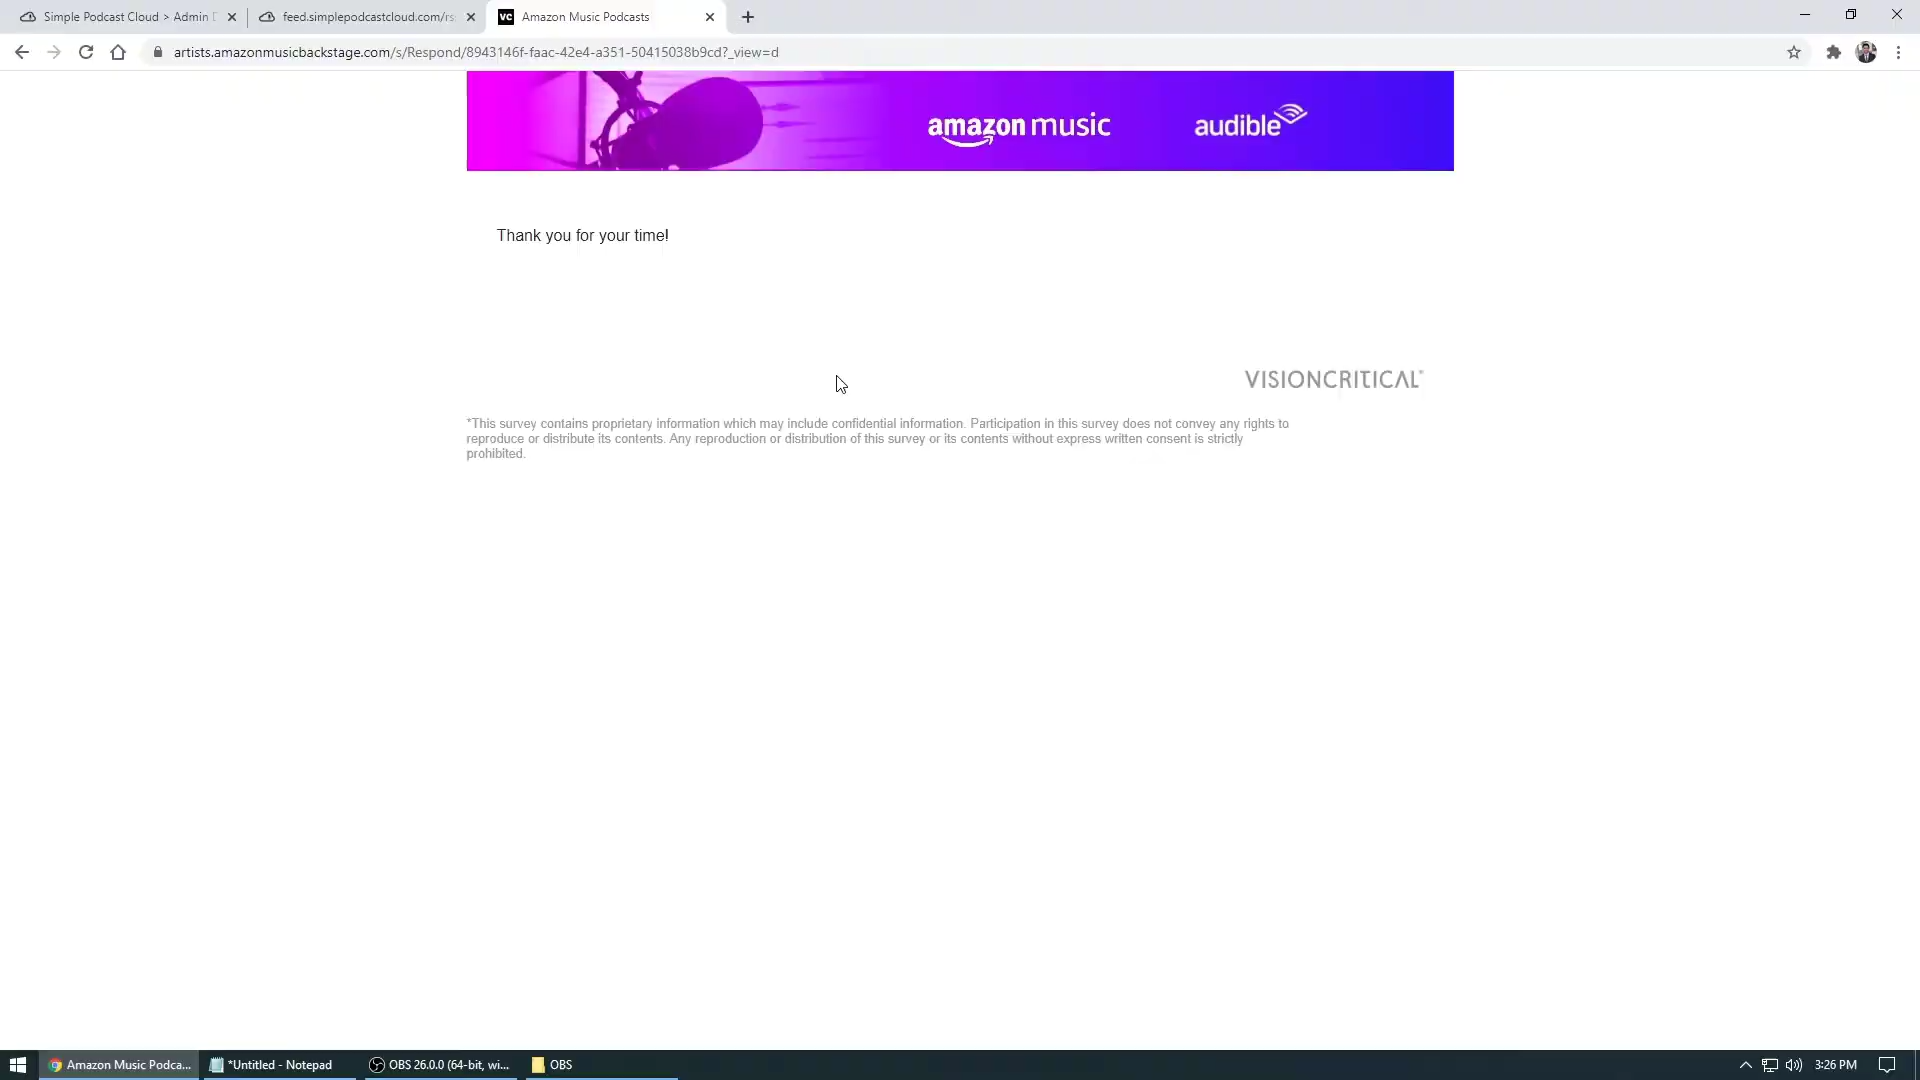 Simple Podcast Cloud > Admin
feed.simplepodcastcloud.com/rs
VC Amazon Music Podcasts
artists.amazonmusicbackstage.com/s/Respond/8943146f-faac-42e4-a351-50415038b9cd?_view=d
amazon music
audible
Thank you for your time!
VISIONCRITICAL®
*This survey contains proprietary information which may include confidential information. Participation in this survey does not convey any rights to
reproduce or distribute its contents. Any reproduction or distribution of this survey or its contents without express written consent is strictly
prohibited.
Amazon Music Podca...
*Untitled - Notepad
OBS 26.0.0 (64-bit, wi...
OBS
3:26 PM